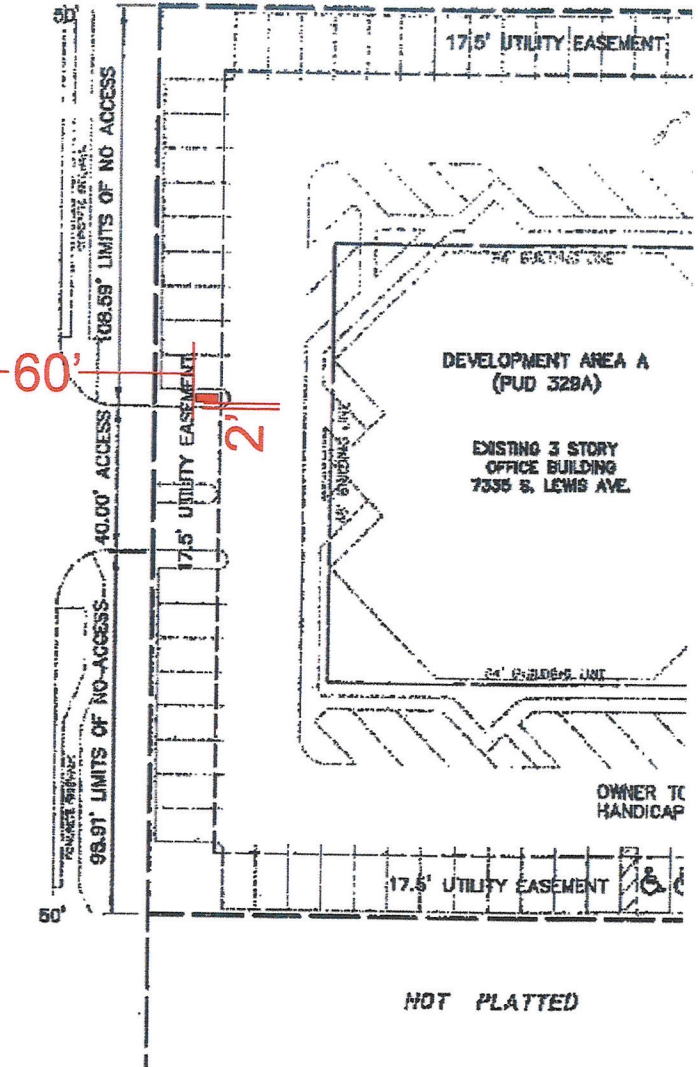 50'
17.5' UTILITY EASEMENT
108.59' LIMITS OF NO ACCESS
DEVELOPMENT AREA A
(PUD 329A)
60'
2'
17.5' UTILITY EASEMENT
40.00' ACCESS
EXISTING 3 STORY
OFFICE BUILDING
7335 S. LEWIS AVE.
BUILDING LINE
98.91' LIMITS OF NO ACCESS
OWNER TO
HANDICAP
17.5' UTILITY EASEMENT
50'
NOT PLATTED